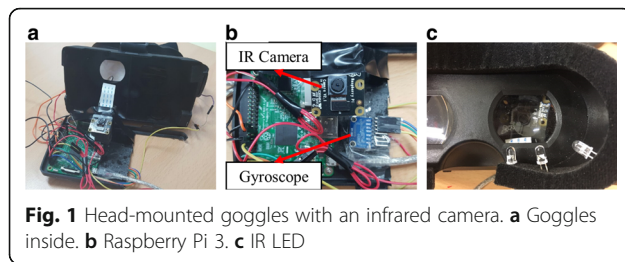 a
b
c
IR Camera
Gyroscope
Fig. 1 Head-mounted goggles with an infrared camera. a Goggles
inside. b Raspberry Pi 3. c IR LED